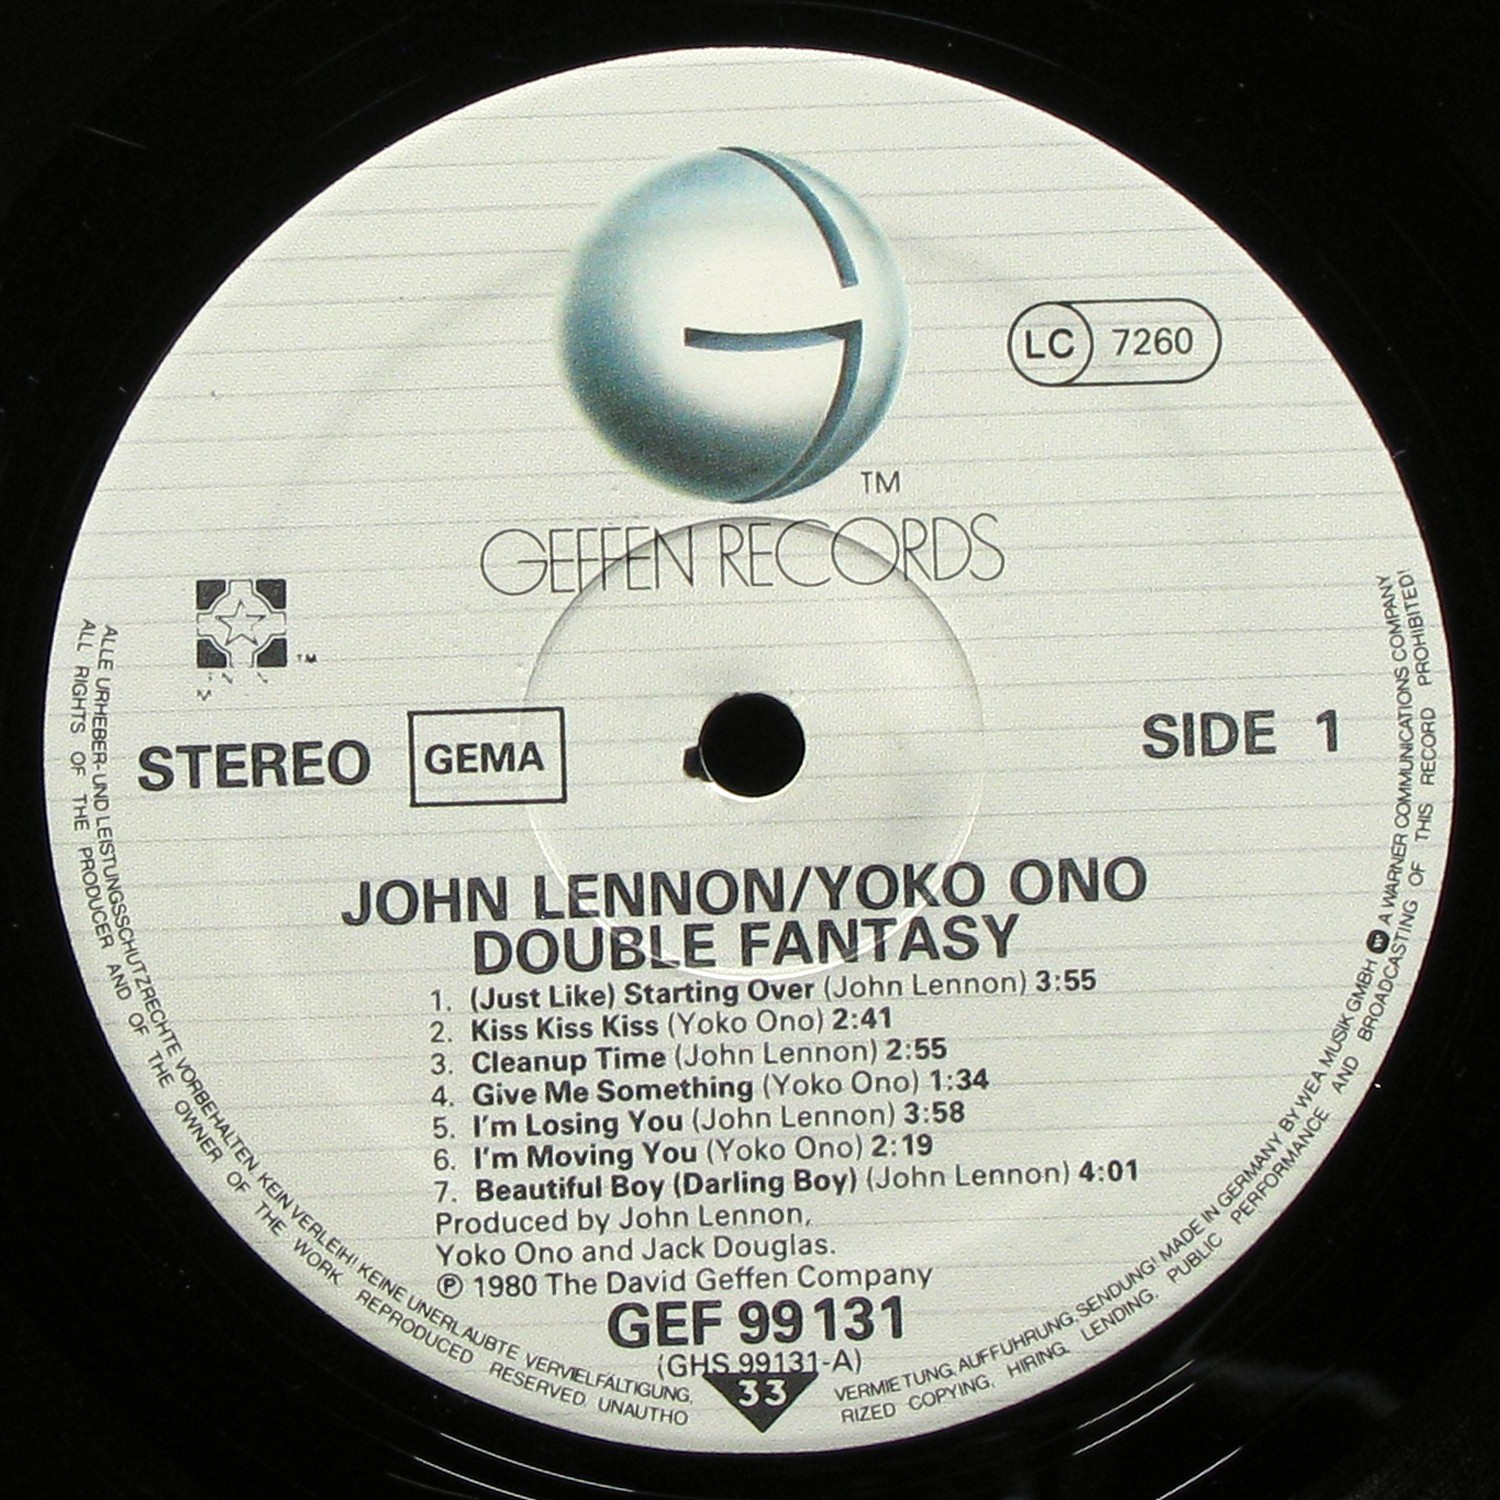 TM
GEFFEN RECORDS
LC 7260
TM
STEREO GEMA
SIDE 1
JOHN LENNON/YOKO ONO
DOUBLE FANTASY
1. (Just Like) Starting Over (John Lennon) 3:55
2. Kiss Kiss Kiss (Yoko Ono) 2:41
3. Cleanup Time (John Lennon) 2:55
4. Give Me Something (Yoko Ono) 1:34
5. I'm Losing You (John Lennon) 3:58
6. I'm Moving You (Yoko Ono) 2:19
7. Beautiful Boy (Darling Boy) (John Lennon) 4:01
Produced by John Lennon,
Yoko Ono and Jack Douglas.
℗ 1980 The David Geffen Company
GEF 99 131
(GHS 99131-A)
33
ALLE URHEBER- UND LEISTUNGSSCHUTZRECHTE VORBEHALTEN KEIN VERLEIH! KEINE UNERLAUBTE VERVIELFÄLTIGUNG, VERMIETUNG, AUFFÜHRUNG, SENDUNG! MADE IN GERMANY BY WEA MUSIK GMBH A WARNER COMMUNICATIONS COMPANY
ALL RIGHTS OF THE PRODUCER AND OF THE OWNER OF THE WORK REPRODUCED RESERVED. UNAUTHORIZED COPYING, HIRING, LENDING, PUBLIC PERFORMANCE AND BROADCASTING OF THIS RECORD PROHIBITED!